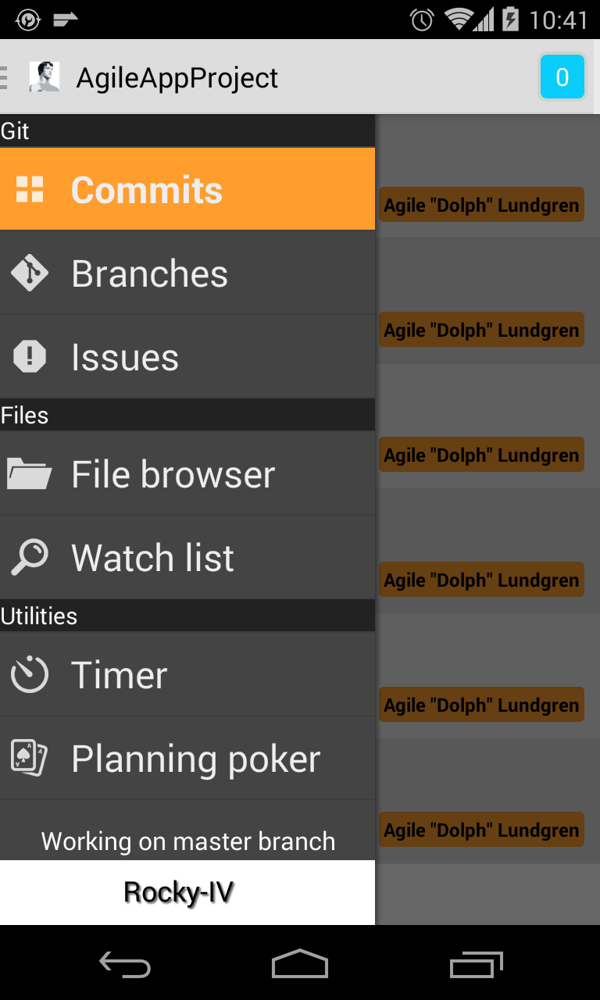 10:41
AgileAppProject
0
Git
Commits
Agile "Dolph" Lundgren
Branches
Agile "Dolph" Lundgren
Issues
Files
Agile "Dolph" Lundgren
File browser
Watch list
Agile "Dolph" Lundgren
Utilities
Timer
Agile "Dolph" Lundgren
Planning poker
Agile "Dolph" Lundgren
Working on master branch
Rocky-IV